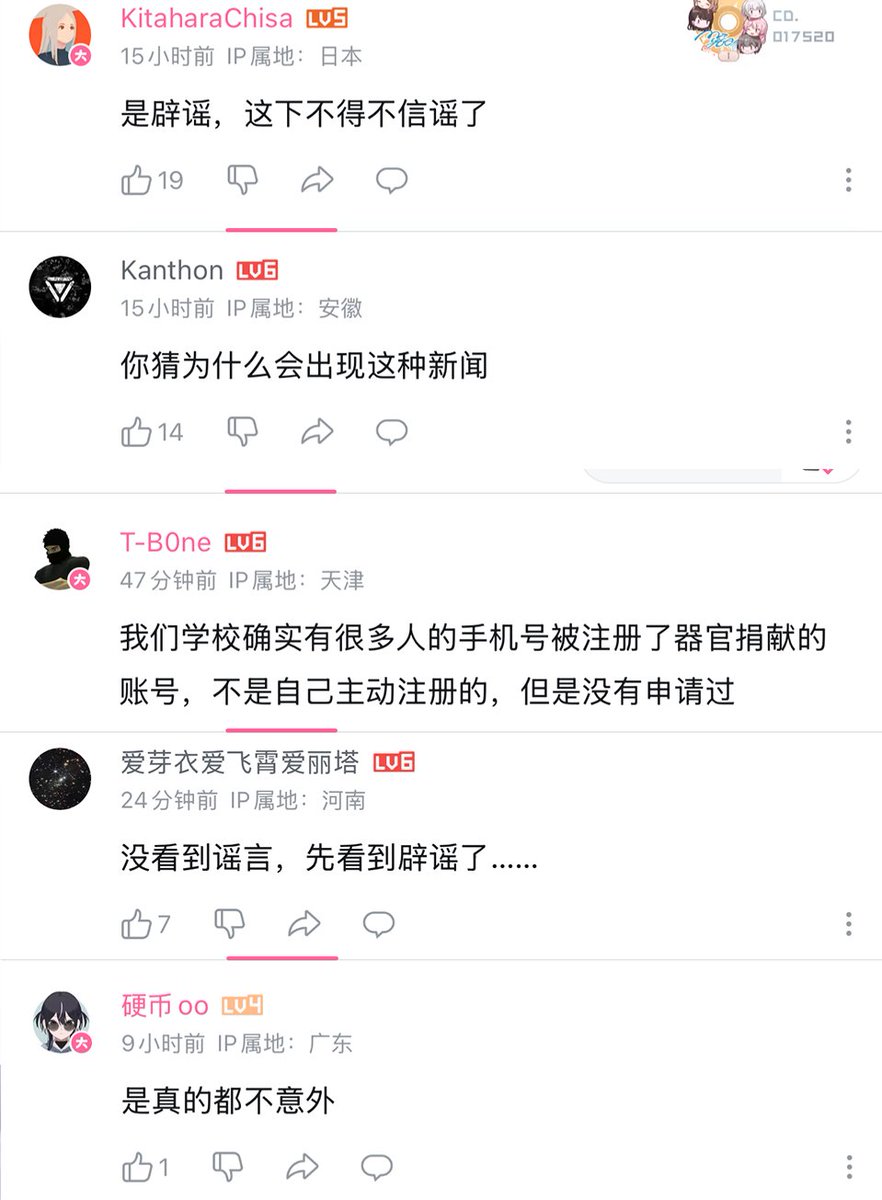 KitaharaChisa LV5
CD.
017520
15小时前 IP属地：日本
大
是辟谣，这下不得不信谣了
19
Kanthon LV6
15小时前 IP属地：安徽
你猜为什么会出现这种新闻
14
T-B0ne LV6
47分钟前 IP属地：天津
大
我们学校确实有很多人的手机号被注册了器官捐献的
账号，不是自己主动注册的，但是没有申请过
爱芽衣爱飞霄爱丽塔 LV6
24分钟前 IP属地：河南
没看到谣言，先看到辟谣了……
7
硬币oo LV4
9小时前 IP属地：广东
大
是真的都不意外
1